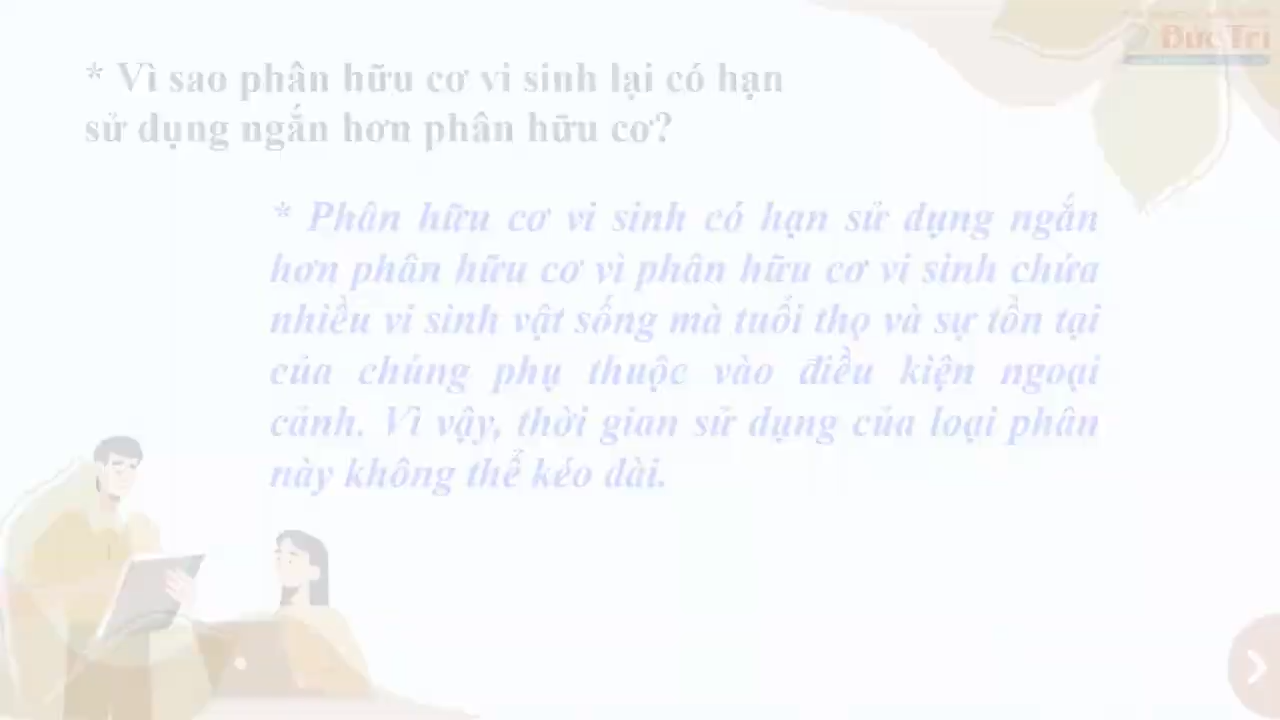 * Vì sao phân hữu cơ vi sinh lại có hạn
sử dụng ngắn hơn phân hữu cơ?
* Phân hữu cơ vi sinh có hạn sử dụng ngắn
hơn phân hữu cơ vì phân hữu cơ vi sinh chứa
nhiều vi sinh vật sống mà tuổi thọ và sự tồn tại
của chúng phụ thuộc vào điều kiện ngoại
cảnh. Vì vậy, thời gian sử dụng của loại phân
này không thể kéo dài.